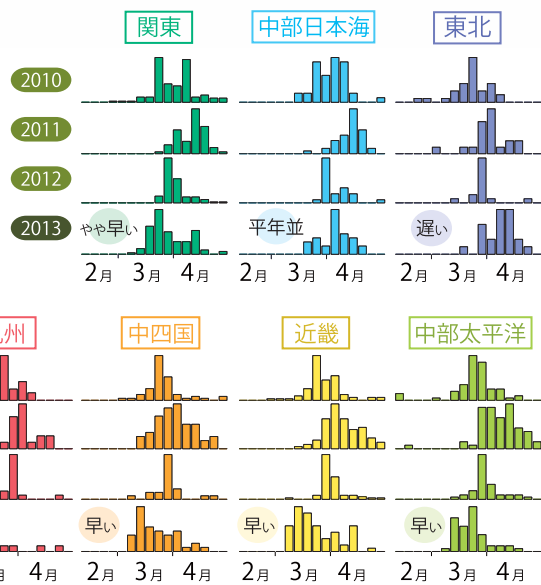 関東
中部日本海
東北
2010
2011
2012
2013
やや早い
平年並
遅い
2月 3月 4月
2月 3月 4月
2月 3月 4月
州
中四国
近畿
中部太平洋
早い
早い
早い
月 4月
2月 3月 4月
2月 3月 4月
2月 3月 4月